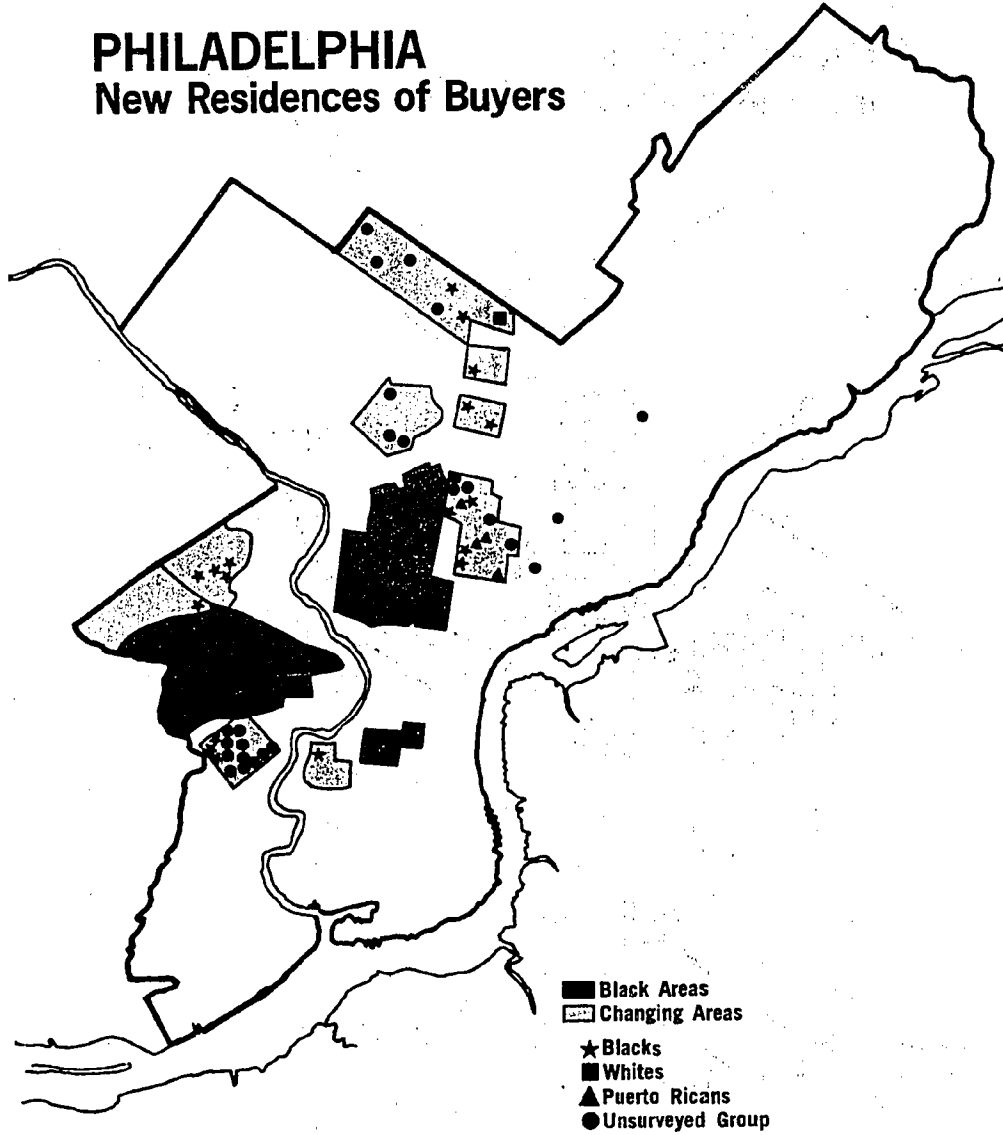 PHILADELPHIA
New Residences of Buyers
Black Areas
Changing Areas
Blacks
Whites
Puerto Ricans
Unsurveyed Group